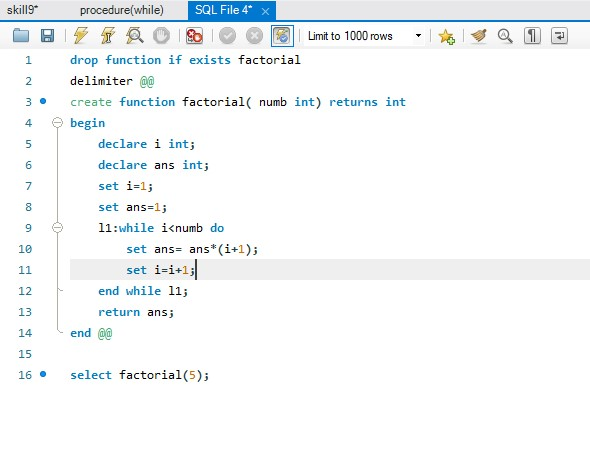 skill9* procedure(while) SQL File 4* ×
Limit to 1000 rows
1 drop function if exists factorial
2 delimiter @@
3 create function factorial( numb int) returns int
4 begin
5 declare i int;
6 declare ans int;
7 set i=1;
8 set ans=1;
9 l1:while i<numb do
10 set ans= ans*(i+1);
11 set i=i+1;
12 end while l1;
13 return ans;
14 end @@
15
16 select factorial(5);